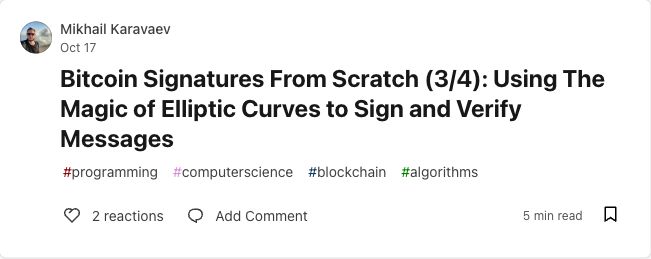 Mikhail Karavaev
Oct 17
Bitcoin Signatures From Scratch (3/4): Using The
Magic of Elliptic Curves to Sign and Verify
Messages
#programming #computerscience #blockchain #algorithms
2 reactions Add Comment 5 min read